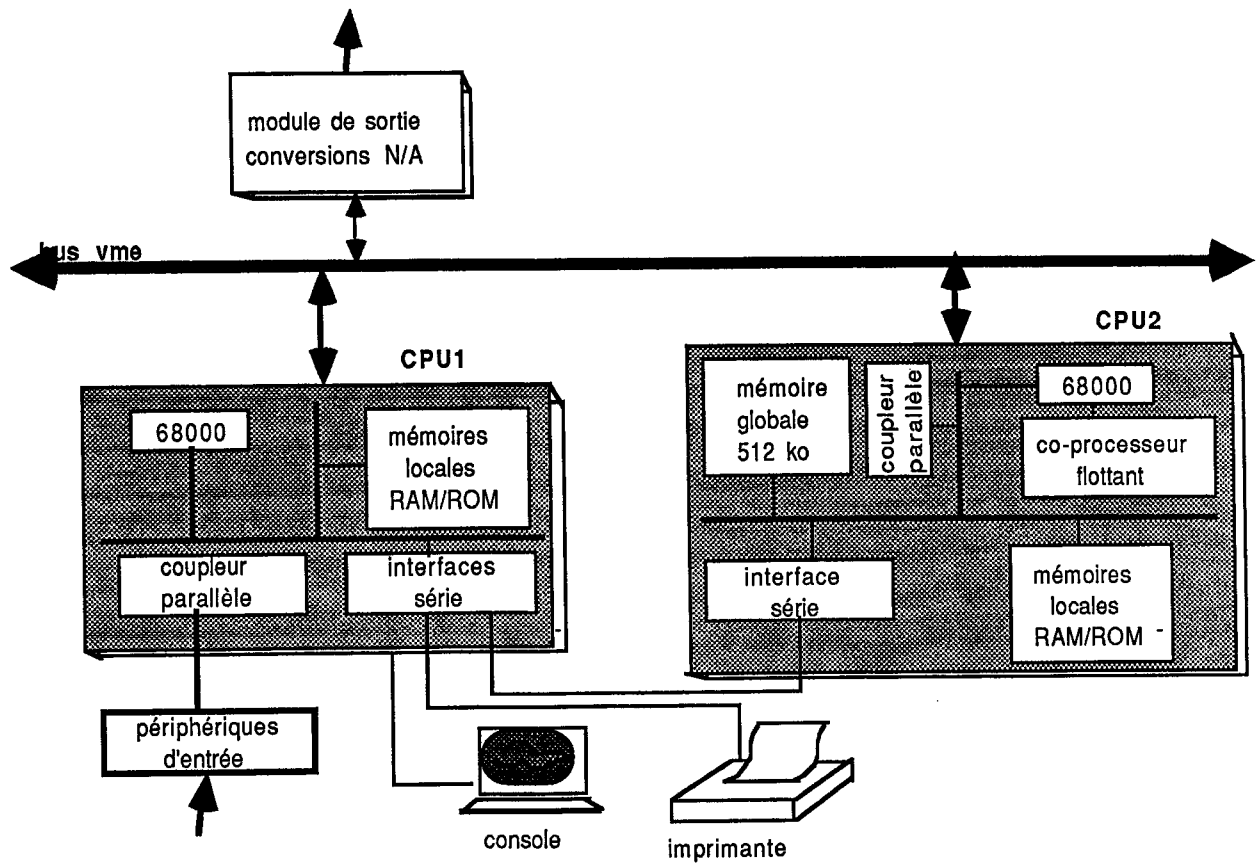 module de sortie
conversions N/A
bus vme
CPU1
CPU2
68000
mémoires
locales
RAM/ROM
coupleur
parallèle
interfaces
série
mémoire
globale
512 ko
coupleur
parallèle
68000
co-processeur
flottant
interface
série
mémoires
locales
RAM/ROM
périphériques
d'entrée
console
imprimante